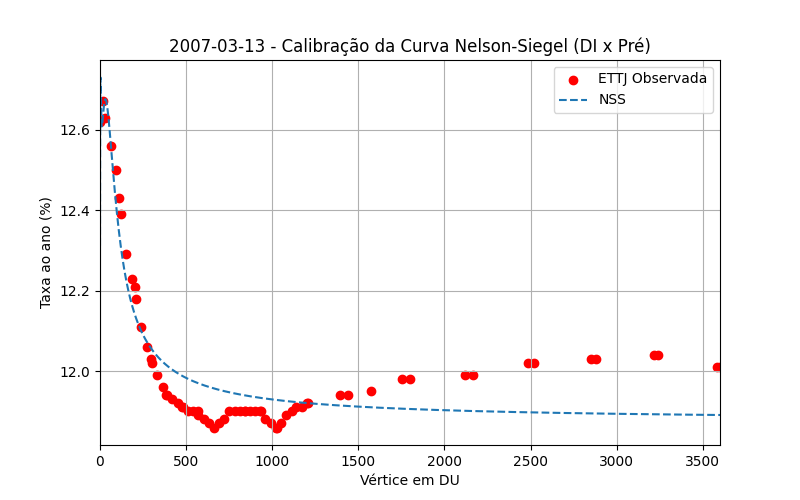 2007-03-13 - Calibração da Curva Nelson-Siegel (DI x Pré)
ETTJ Observada
NSS
Taxa ao ano (%)
12.6
12.4
12.2
12.0
0 500 1000 1500 2000 2500 3000 3500
Vértice em DU